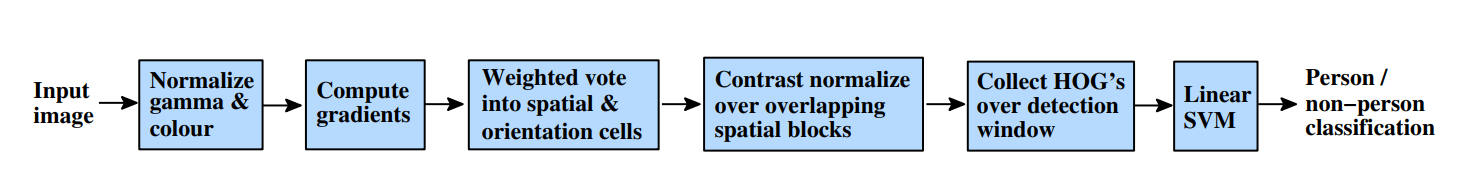 Input
image
Normalize
gamma &
colour
Compute
gradients
Weighted vote
into spatial &
orientation cells
Contrast normalize
over overlapping
spatial blocks
Collect HOG's
over detection
window
Linear
SVM
Person /
non−person
classification